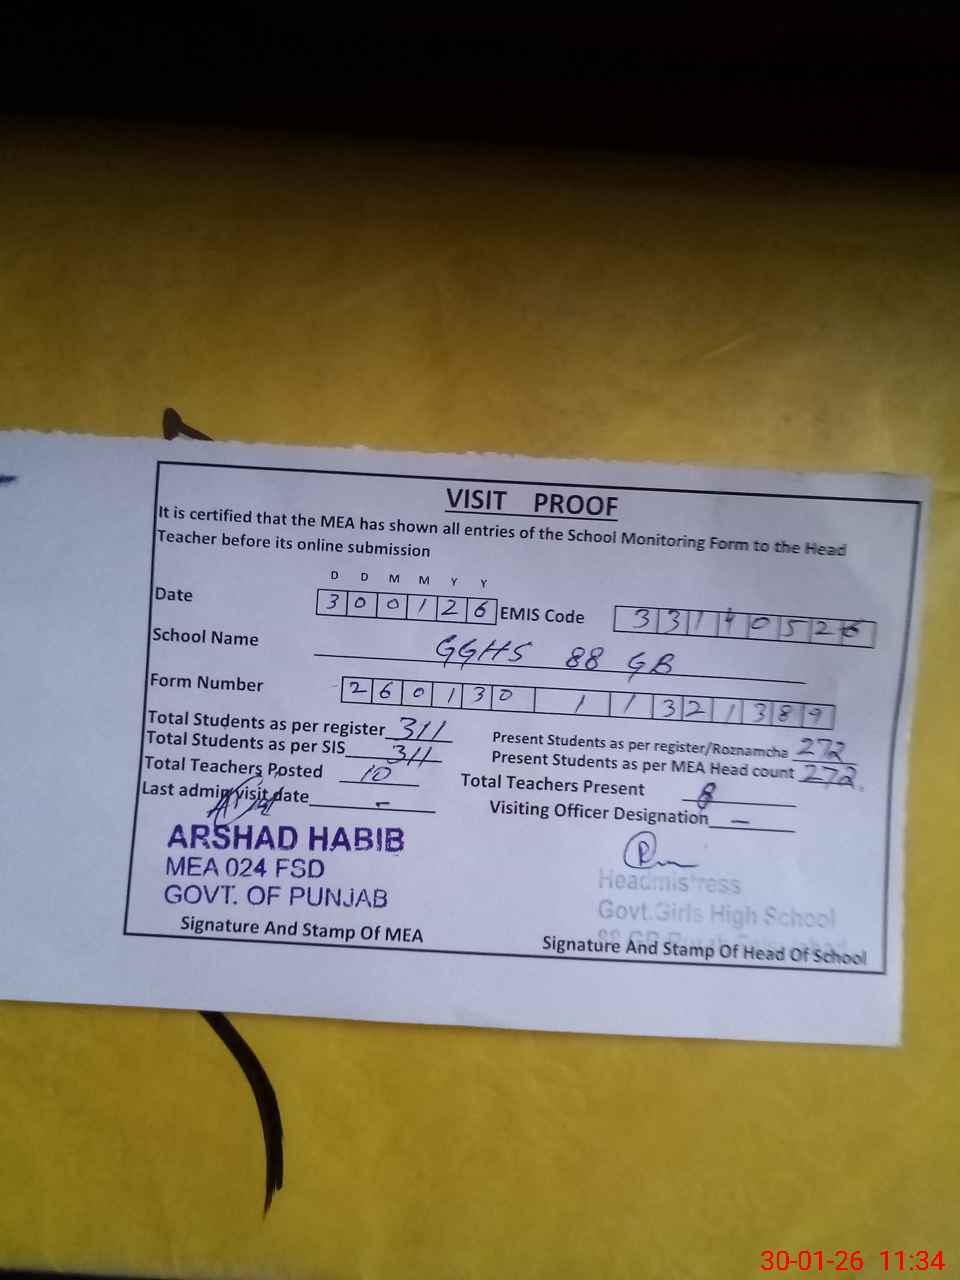 VISIT PROOF
It is certified that the MEA has shown all entries of the School Monitoring Form to the Head
Teacher before its online submission
D D M M Y Y
Date 3 0 0 1 2 6 EMIS Code 3 3 1 4 0 5 2 6
School Name GGHS 88 GB
Form Number 2 6 0 1 3 0 1 1 3 2 1 3 8 9
Total Students as per register 311 Present Students as per register/Roznamcha 272
Total Students as per SIS 311 Present Students as per MEA Head count 272
Total Teachers Posted 10 Total Teachers Present 8
Last admin visit date - Visiting Officer Designation -
ARSHAD HABIB
MEA 024 FSD
GOVT. OF PUNJAB
Signature And Stamp Of MEA
Headmistress
Govt.Girls High School
88 GB
Signature And Stamp Of Head Of School
30-01-26 11:34